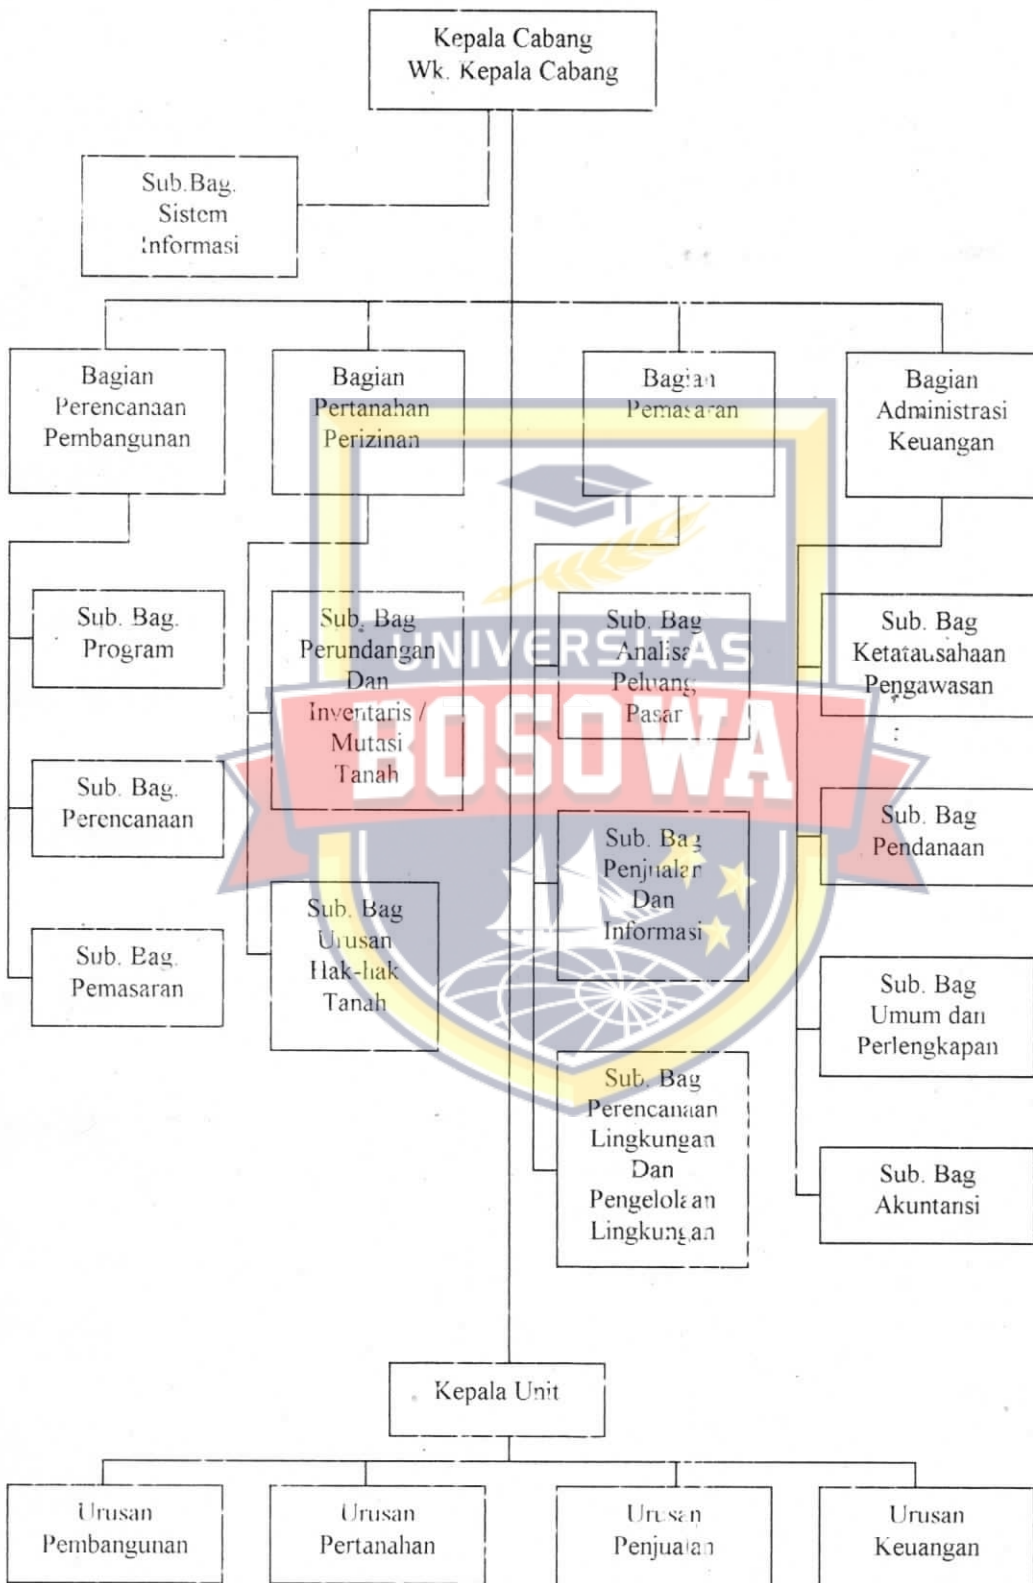 Kepala Cabang
Wk. Kepala Cabang
Sub.Bag.
Sistem
Informasi
Bagian
Perencanaan
Pembangunan
Bagian
Pertanahan
Perizinan
Bagian
Pemasaran
Bagian
Administrasi
Keuangan
Sub. Bag.
Program
Sub. Bag.
Perencanaan
Sub. Bag.
Pemasaran
Sub. Bag
Perundangan
Dan
Inventaris /
Mutasi
Tanah
Sub. Bag
Urusan
Hak-hak
Tanah
Sub. Bag
Analisa
Peluang
Pasar
Sub. Bag
Penjualan
Dan
Informasi
Sub. Bag
Perencanaan
Lingkungan
Dan
Pengelolaan
Lingkungan
Sub. Bag
Ketatausahaan
Pengawasan
Sub. Bag
Pendanaan
Sub. Bag
Umum dan
Perlengkapan
Sub. Bag
Akuntansi
UNIVERSITAS
BOSOWA
Kepala Unit
Urusan
Pembangunan
Urusan
Pertanahan
Urusan
Penjualan
Urusan
Keuangan